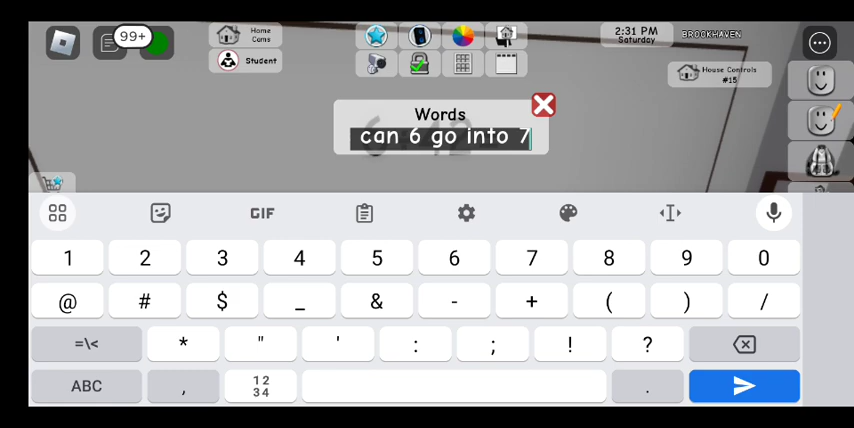 99+
Home
Cams
Student
2:31 PM
Saturday
BROOKHAVEN
House Controls
#15
Words
can 6 go into 7
GIF
1 2 3 4 5 6 7 8 9 0
@ # $ _ & - + ( ) /
=\< * " ' : ; ! ?
ABC , 12 .
34